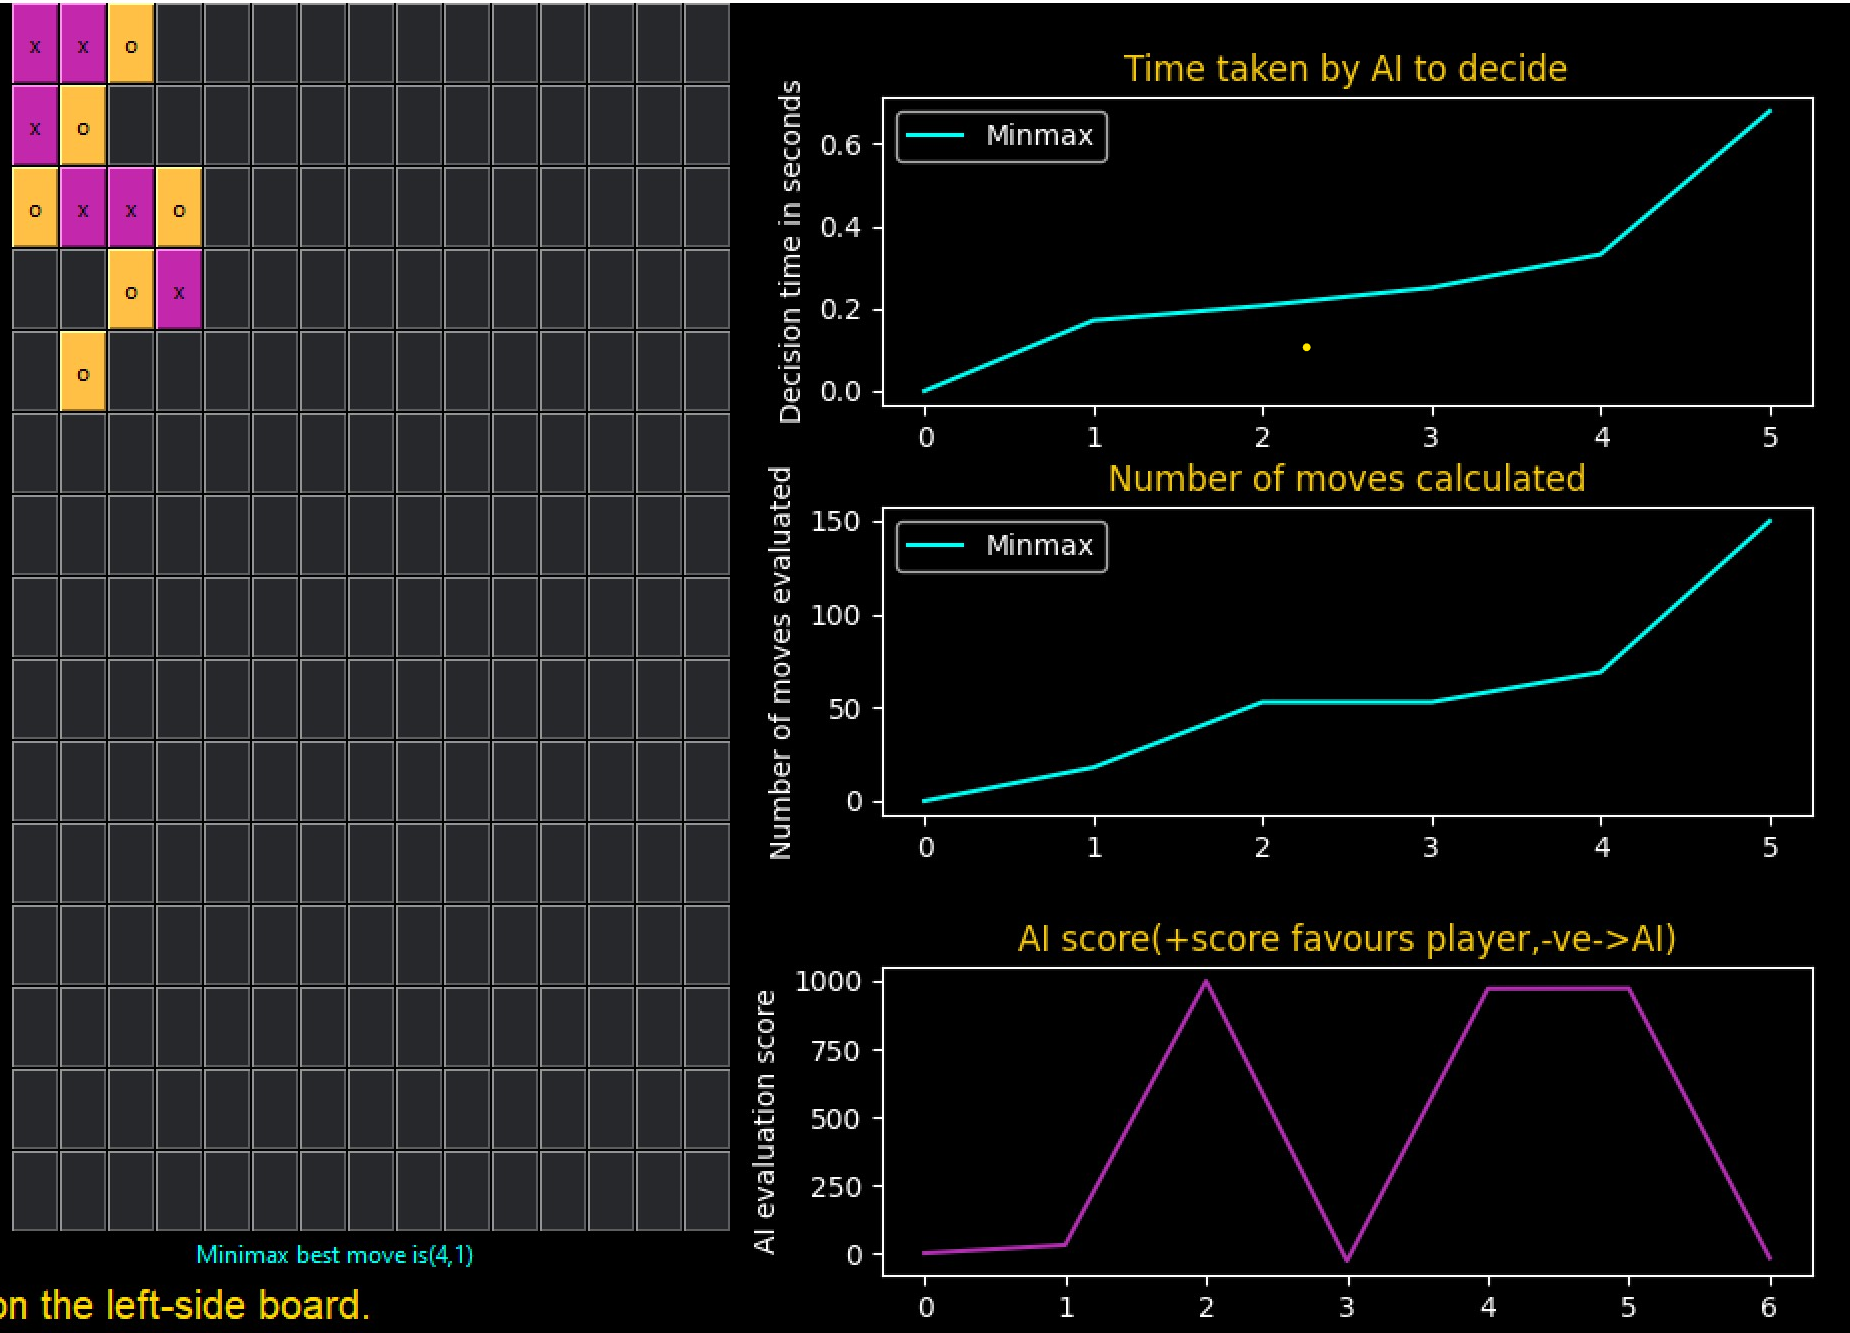 x x o
x o
o x x o
o x
o
Minimax best move is(4,1)
on the left-side board.
Time taken by AI to decide
Decision time in seconds
Minmax
0.6
0.4
0.2
0.0
0 1 2 3 4 5
Number of moves calculated
Number of moves evaluated
Minmax
150
100
50
0
0 1 2 3 4 5
AI score(+score favours player,-ve->AI)
AI evaluation score
1000
750
500
250
0
0 1 2 3 4 5 6